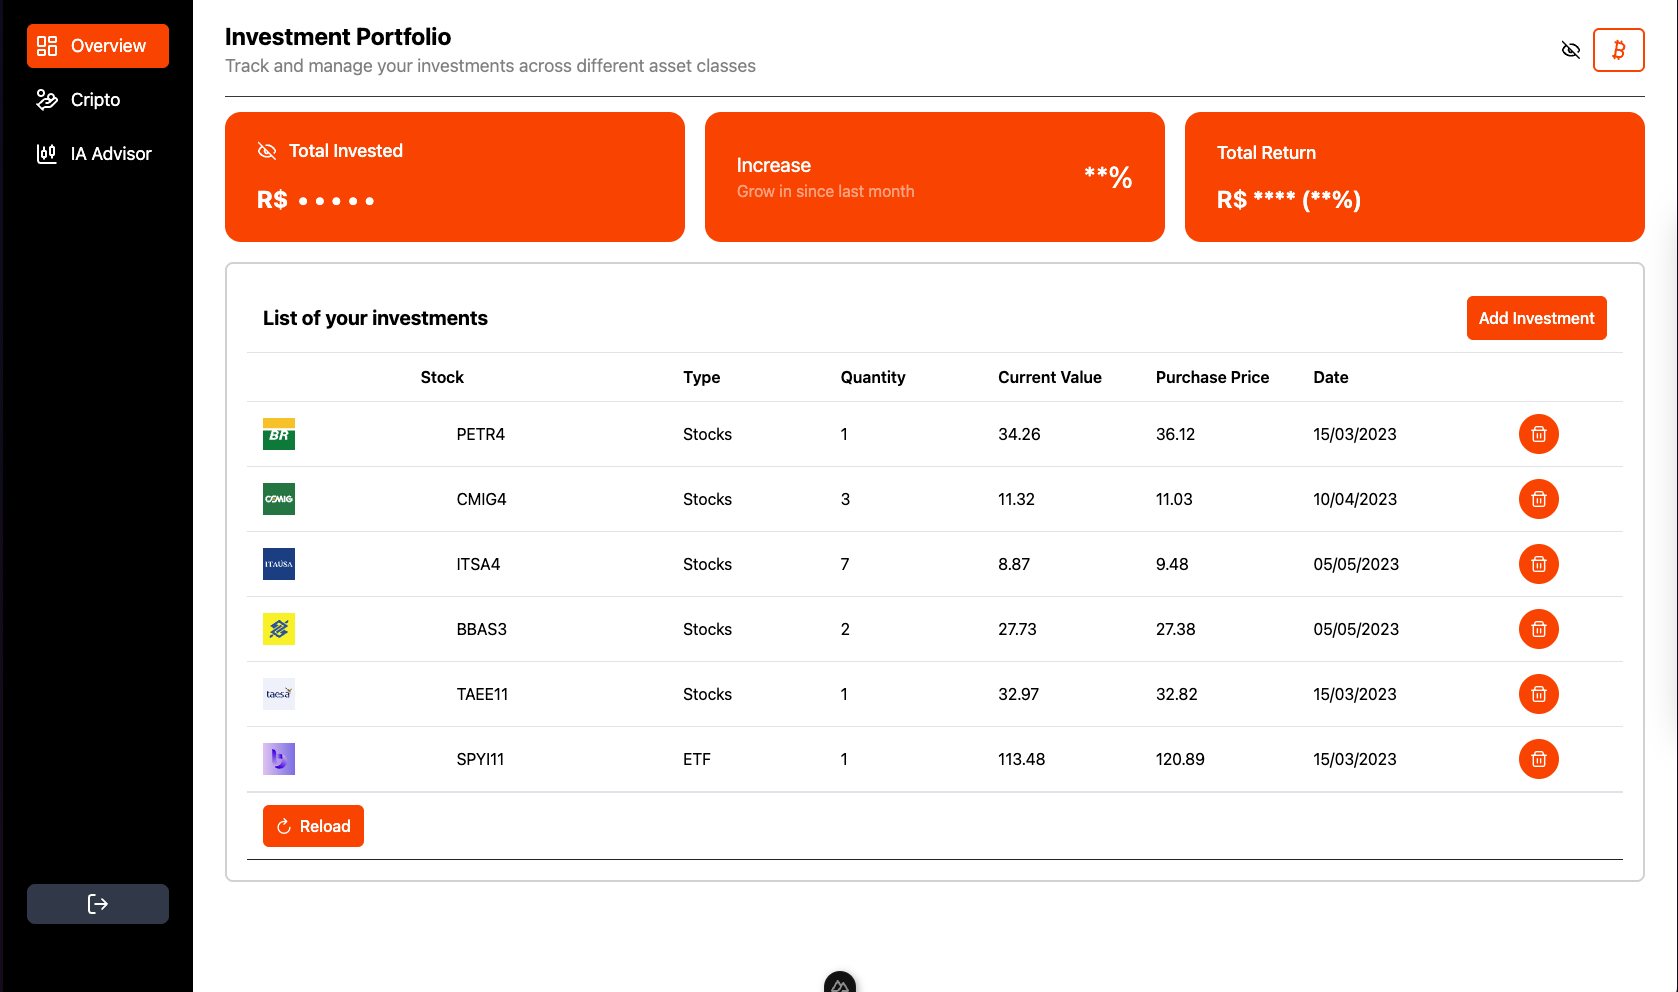 Overview
Cripto
IA Advisor
Investment Portfolio
Track and manage your investments across different asset classes
Total Invested
R$ • • • • •
Increase
Grow in since last month
**%
Total Return
R$ **** (**%)
List of your investments
Add Investment
Stock Type Quantity Current Value Purchase Price Date
BR PETR4 Stocks 1 34.26 36.12 15/03/2023
CEMIG CMIG4 Stocks 3 11.32 11.03 10/04/2023
ITAÚSA ITSA4 Stocks 7 8.87 9.48 05/05/2023
BBAS3 Stocks 2 27.73 27.38 05/05/2023
taesa TAEE11 Stocks 1 32.97 32.82 15/03/2023
SPYI11 ETF 1 113.48 120.89 15/03/2023
Reload